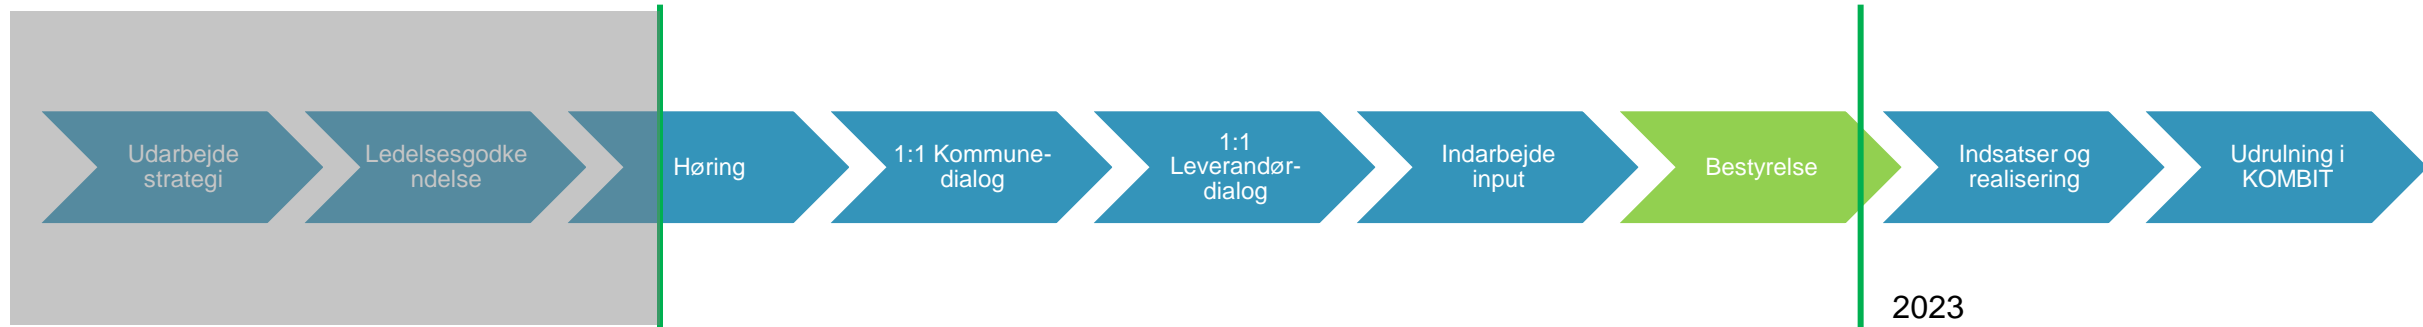 Udarbejde
strategi
Ledelsesgodke
ndelse
Høring
1:1 Kommune-
dialog
1:1
Leverandør-
dialog
Indarbejde
input
Bestyrelse
Indsatser og
realisering
Udrulning i
KOMBIT
2023